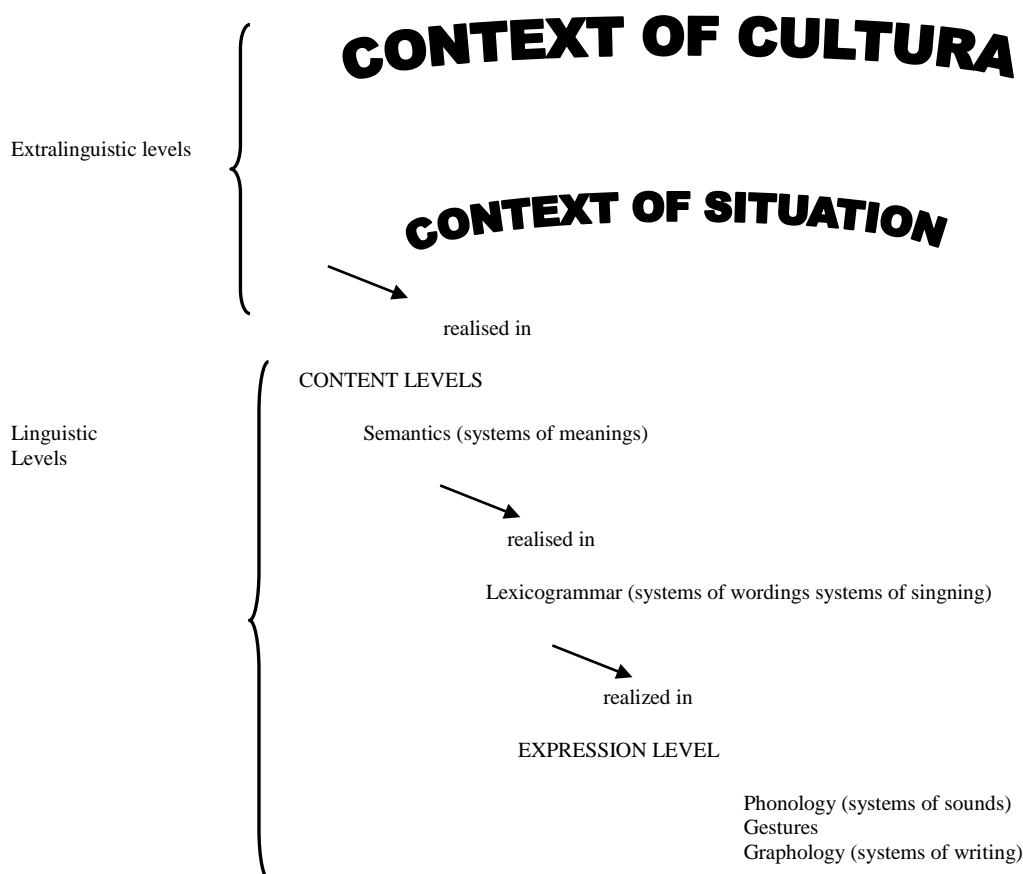 CONTEXT OF CULTURA
Extralinguistic levels
CONTEXT OF SITUATION
realised in
CONTENT LEVELS
Linguistic
Levels
Semantics (systems of meanings)
realised in
Lexicogrammar (systems of wordings systems of singning)
realized in
EXPRESSION LEVEL
Phonology (systems of sounds)
Gestures
Graphology (systems of writing)